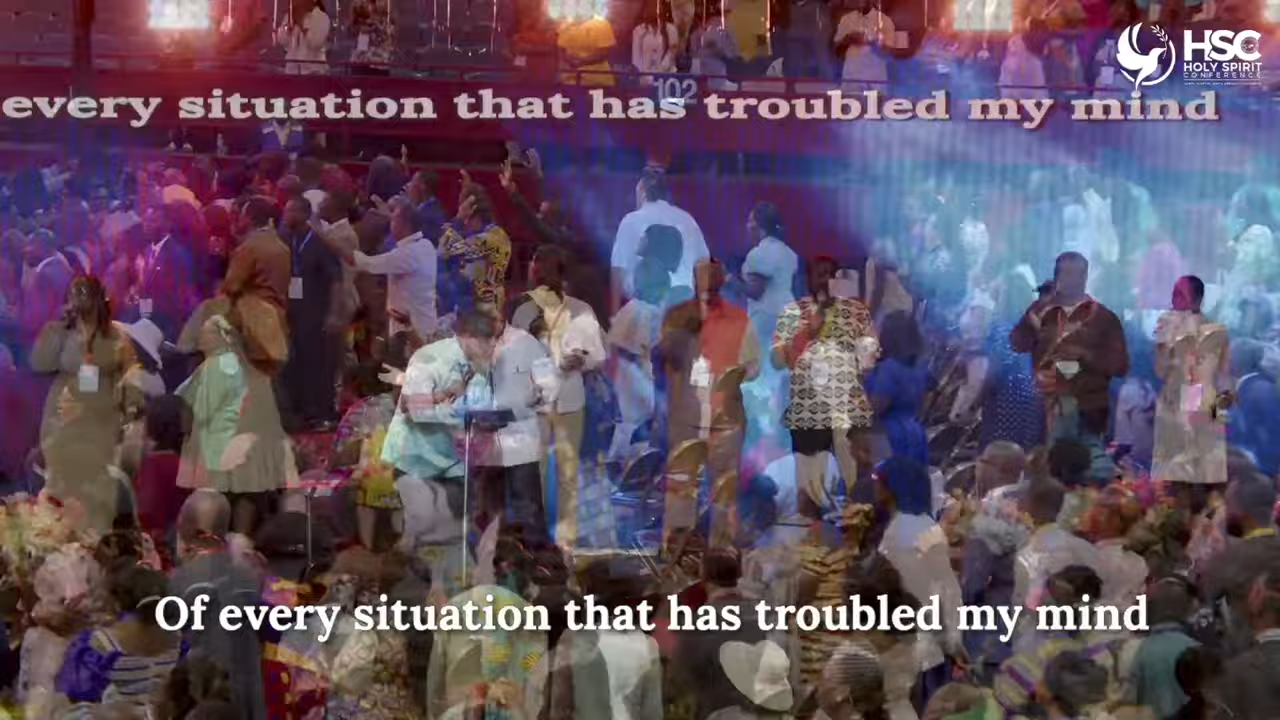 HSC
HOLY SPIRIT
CONFERENCE
102
every situation that has troubled my mind
Of every situation that has troubled my mind